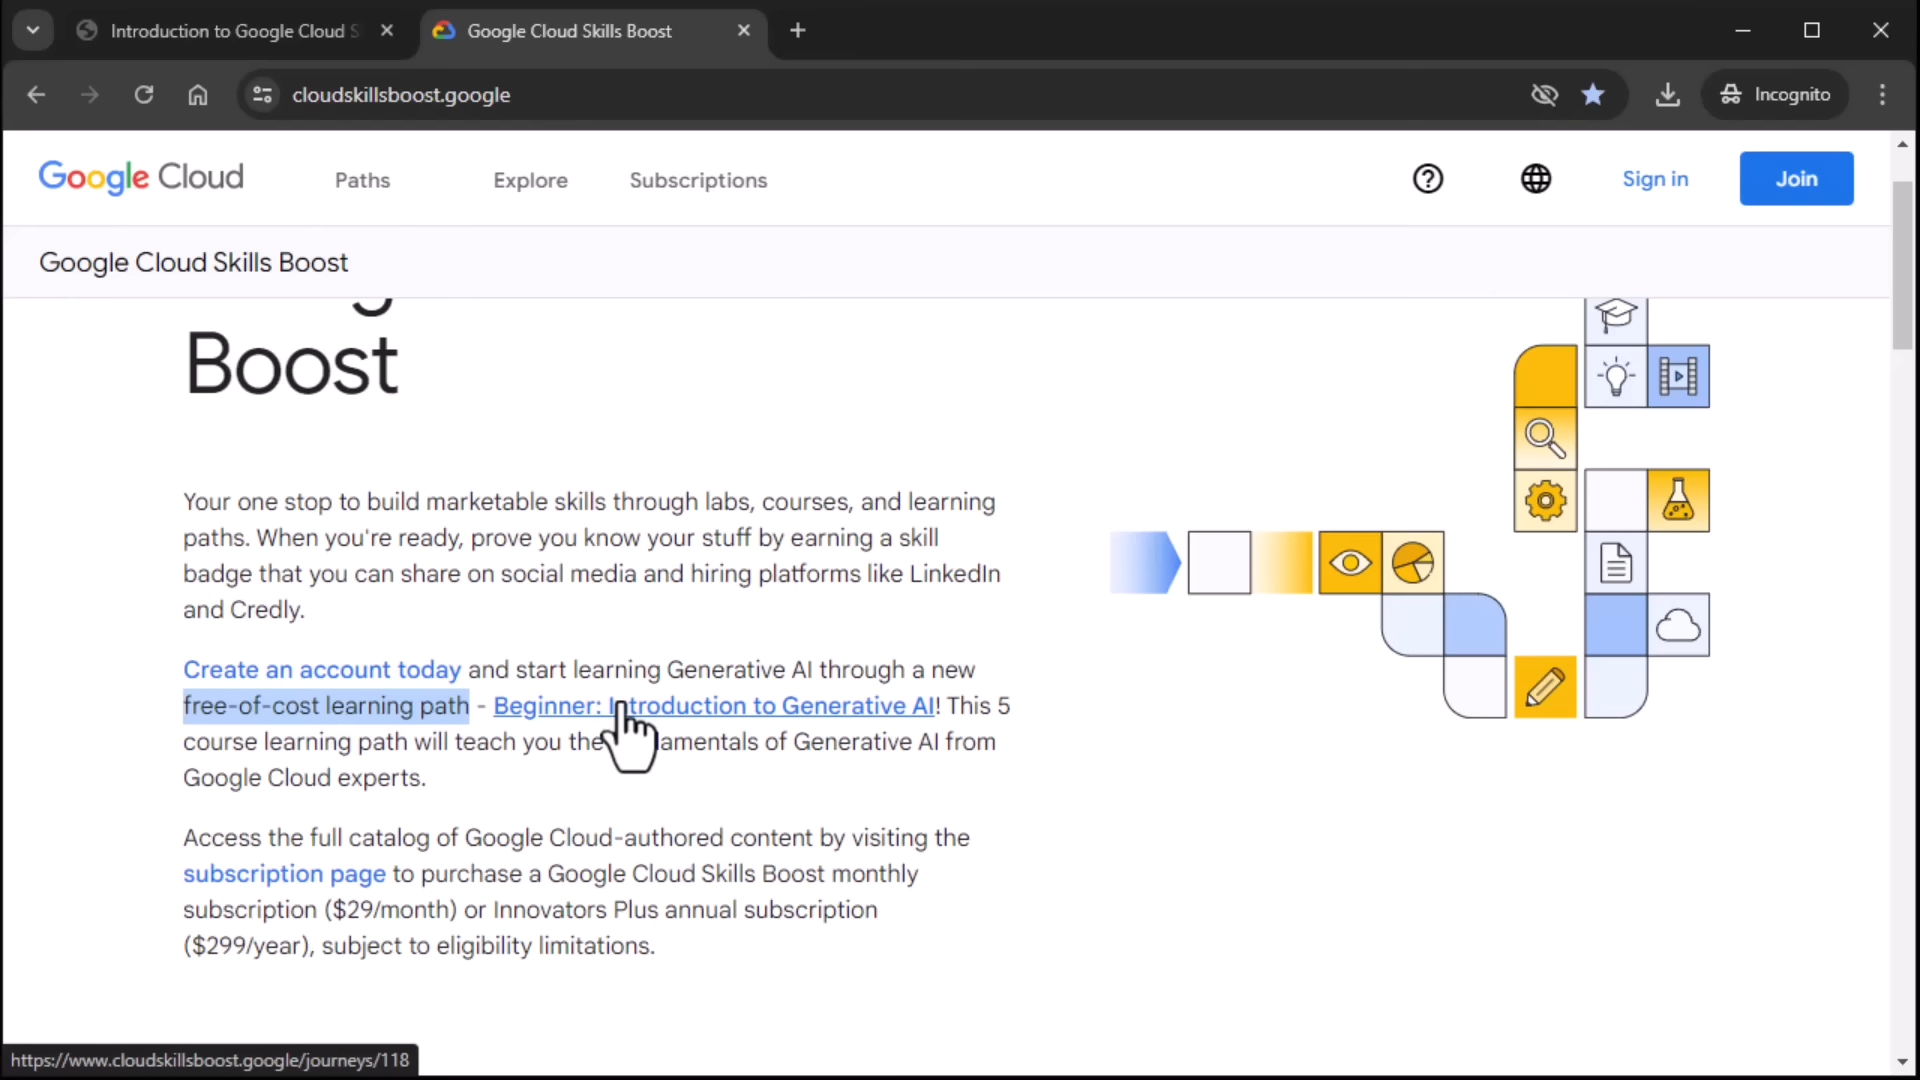 Introduction to Google Cloud S
Google Cloud Skills Boost
cloudskillsboost.google
Incognito
Google Cloud
Paths
Explore
Subscriptions
Sign in
Join
Google Cloud Skills Boost
Boost
Your one stop to build marketable skills through labs, courses, and learning
paths. When you're ready, prove you know your stuff by earning a skill
badge that you can share on social media and hiring platforms like LinkedIn
and Credly.
Create an account today and start learning Generative AI through a new
free-of-cost learning path - Beginner: Introduction to Generative AI! This 5
course learning path will teach you the fundamentals of Generative AI from
Google Cloud experts.
Access the full catalog of Google Cloud-authored content by visiting the
subscription page to purchase a Google Cloud Skills Boost monthly
subscription ($29/month) or Innovators Plus annual subscription
($299/year), subject to eligibility limitations.
https://www.cloudskillsboost.google/journeys/118